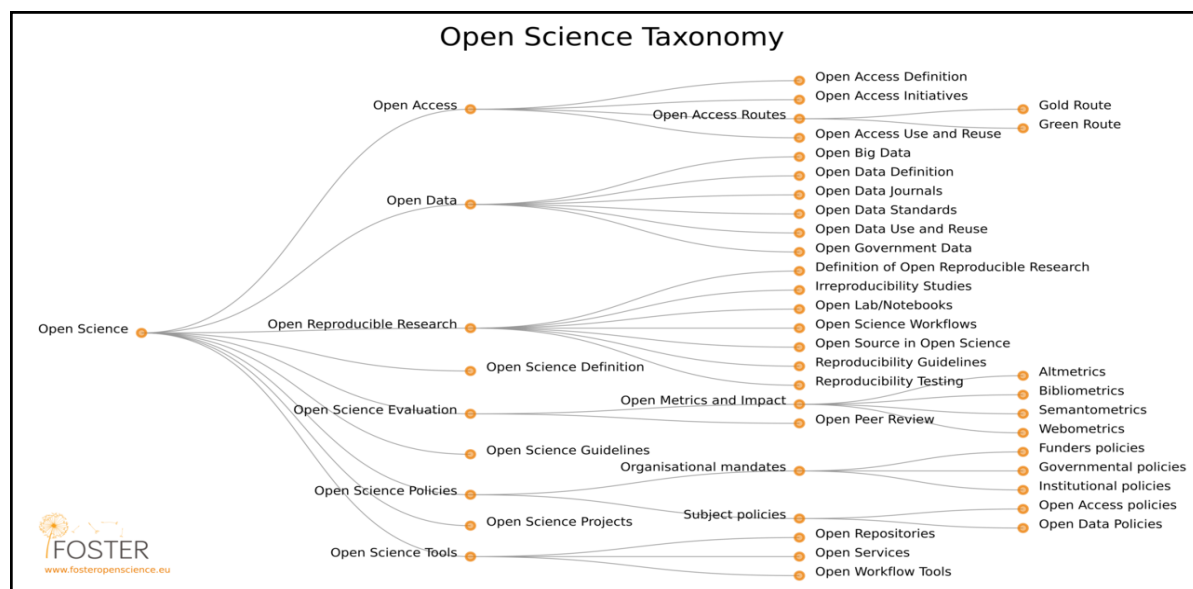 Open Science Taxonomy
Open Access Definition
Open Access
Open Access Initiatives
Gold Route
Open Access Routes
Green Route
Open Access Use and Reuse
Open Big Data
Open Data Definition
Open Data Journals
Open Data
Open Data Standards
Open Data Use and Reuse
Open Government Data
Definition of Open Reproducible Research
Irreproducibility Studies
Open Lab/Notebooks
Open Science
Open Reproducible Research
Open Science Workflows
Open Source in Open Science
Reproducibility Guidelines
Open Science Definition
Altmetrics
Reproducibility Testing
Bibliometrics
Open Metrics and Impact
Open Science Evaluation
Semantometrics
Open Peer Review
Webometrics
Open Science Guidelines
Funders policies
Organisational mandates
Governmental policies
Open Science Policies
Institutional policies
Open Access policies
Subject policies
Open Science Projects
Open Data Policies
Open Repositories
Open Science Tools
Open Services
Open Workflow Tools
FOSTER
www.fosteropenscience.eu